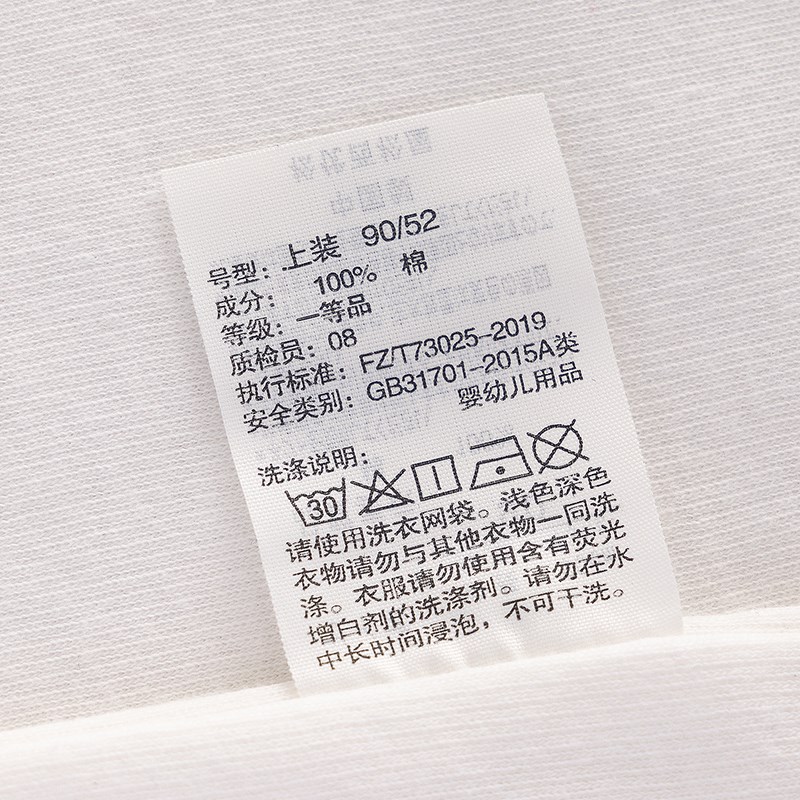 号型：上装 90/52
成分： 100% 棉
等级：一等品
质检员：08
执行标准：FZ/T73025-2019
安全类别：GB31701-2015A类
婴幼儿用品
洗涤说明：
30
请使用洗衣网袋。浅色深色
衣物请勿与其他衣物一同洗
涤。衣服请勿使用含有荧光
增白剂的洗涤剂。请勿在水
中长时间浸泡，不可干洗。